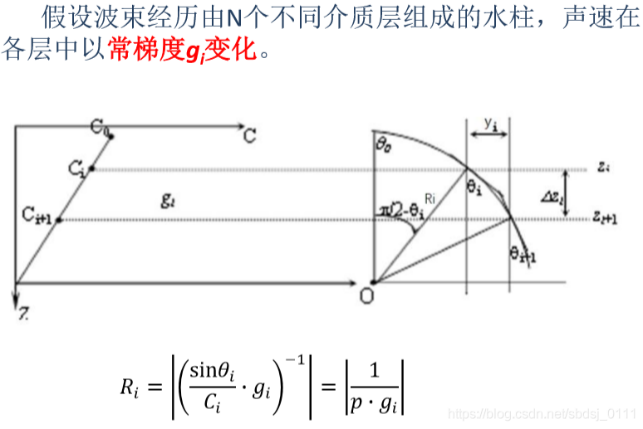 假设波束经历由N个不同介质层组成的水柱，声速在
各层中以常梯度gᵢ变化。
C₀
C
Cᵢ
gᵢ
Cᵢ₊₁
Z
θ₀
yᵢ
zᵢ
θᵢ
Rᵢ
Δzᵢ
π/2-θᵢ
zᵢ₊₁
θᵢ₊₁
O
Rᵢ = |(sinθᵢ/Cᵢ · gᵢ)⁻¹| = |1/(p · gᵢ)|
https://blog.csdn.net/sbdsj_0111